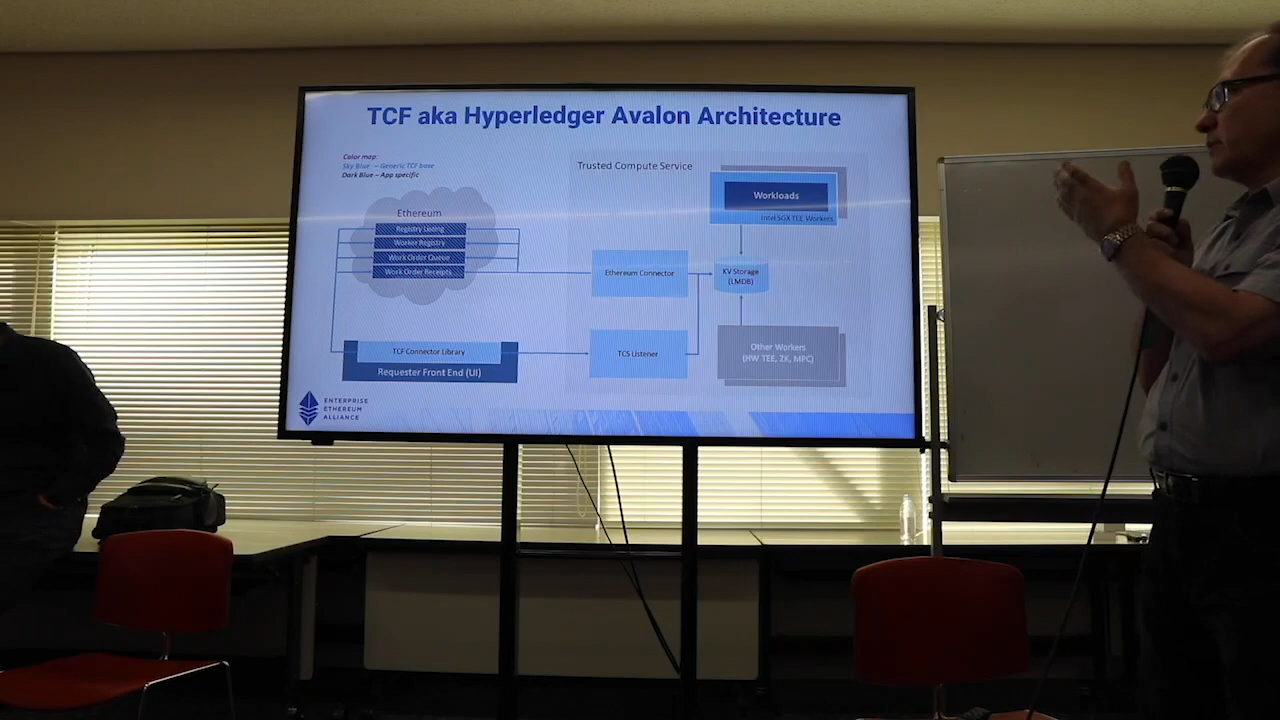 TCF aka Hyperledger Avalon Architecture
Color map:
Sky Blue – Generic TCF base
Dark Blue – App specific
Ethereum
Registry Listing
Worker Registry
Work Order Queue
Work Order Receipts
TCF Connector Library
Requester Front End (UI)
Trusted Compute Service
Workloads
Intel SGX TEE Workers
Ethereum Connector
KV Storage
(LMDB)
TCS Listener
Other Workers
(HW TEE, ZK, MPC)
ENTERPRISE
ETHEREUM
ALLIANCE